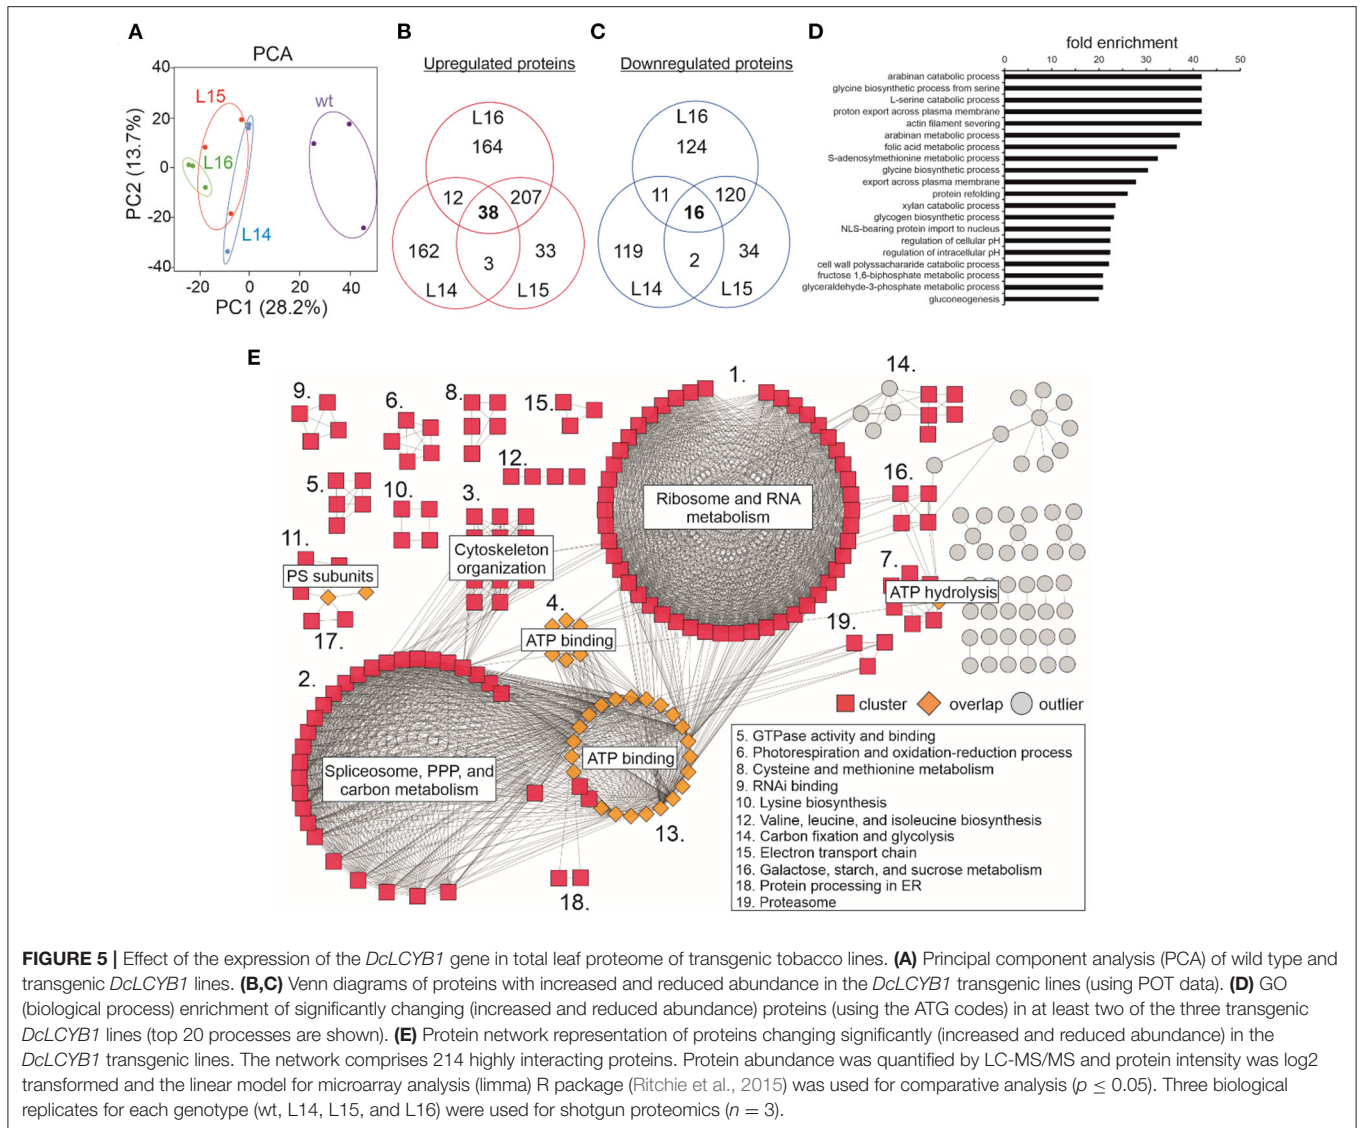 A
PCA
40
20
0
-20
-40
PC2 (13.7%)
L15
L16
L14
wt
-20 0 20 40
PC1 (28.2%)
B
Upregulated proteins
L16
164
12 207
38
162 33
3
L14 L15
C
Downregulated proteins
L16
124
11 120
16
119 34
2
L14 L15
D
fold enrichment
0 10 20 30 40 50
arabinan catabolic process
glycine biosynthetic process from serine
L-serine catabolic process
proton export across plasma membrane
actin filament severing
arabinan metabolic process
folic acid metabolic process
S-adenosylmethionine metabolic process
glycine biosynthetic process
export across plasma membrane
protein refolding
xylan catabolic process
glycogen biosynthetic process
NLS-bearing protein import to nucleus
regulation of cellular pH
regulation of intracellular pH
cell wall polyssachararide catabolic process
fructose 1,6-biphosphate metabolic process
glyceraldehyde-3-phosphate metabolic process
gluconeogenesis
E
9.
6.
8.
15.
1.
14.
12.
5.
10.
3.
16.
Ribosome and RNA
metabolism
11.
PS subunits
17.
Cytoskeleton
organization
7.
ATP hydrolysis
4.
ATP binding
19.
2.
Spliceosome, PPP, and
carbon metabolism
ATP binding
13.
18.
cluster overlap outlier
5. GTPase activity and binding
6. Photorespiration and oxidation-reduction process
8. Cysteine and methionine metabolism
9. RNAi binding
10. Lysine biosynthesis
12. Valine, leucine, and isoleucine biosynthesis
14. Carbon fixation and glycolysis
15. Electron transport chain
16. Galactose, starch, and sucrose metabolism
18. Protein processing in ER
19. Proteasome
FIGURE 5 | Effect of the expression of the DcLCYB1 gene in total leaf proteome of transgenic tobacco lines. (A) Principal component analysis (PCA) of wild type and
transgenic DcLCYB1 lines. (B,C) Venn diagrams of proteins with increased and reduced abundance in the DcLCYB1 transgenic lines (using POT data). (D) GO
(biological process) enrichment of significantly changing (increased and reduced abundance) proteins (using the ATG codes) in at least two of the three transgenic
DcLCYB1 lines (top 20 processes are shown). (E) Protein network representation of proteins changing significantly (increased and reduced abundance) in the
DcLCYB1 transgenic lines. The network comprises 214 highly interacting proteins. Protein abundance was quantified by LC-MS/MS and protein intensity was log2
transformed and the linear model for microarray analysis (limma) R package (Ritchie et al., 2015) was used for comparative analysis (p ≤ 0.05). Three biological
replicates for each genotype (wt, L14, L15, and L16) were used for shotgun proteomics (n = 3).